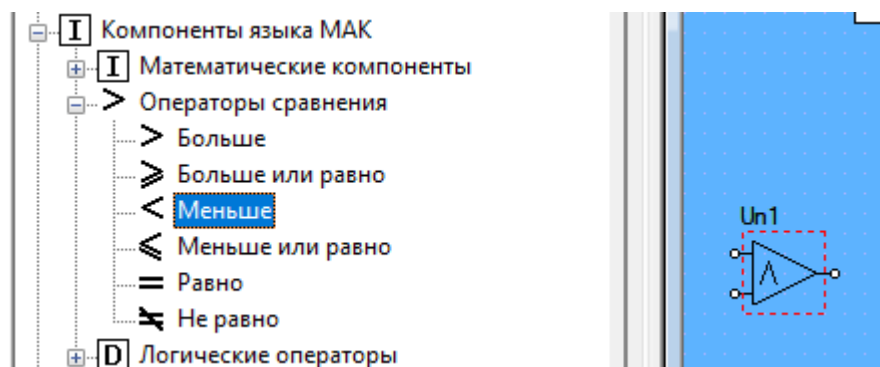 Компоненты языка МАК
Математические компоненты
Операторы сравнения
Больше
Больше или равно
Меньше
Меньше или равно
Равно
Не равно
Логические операторы
Un1